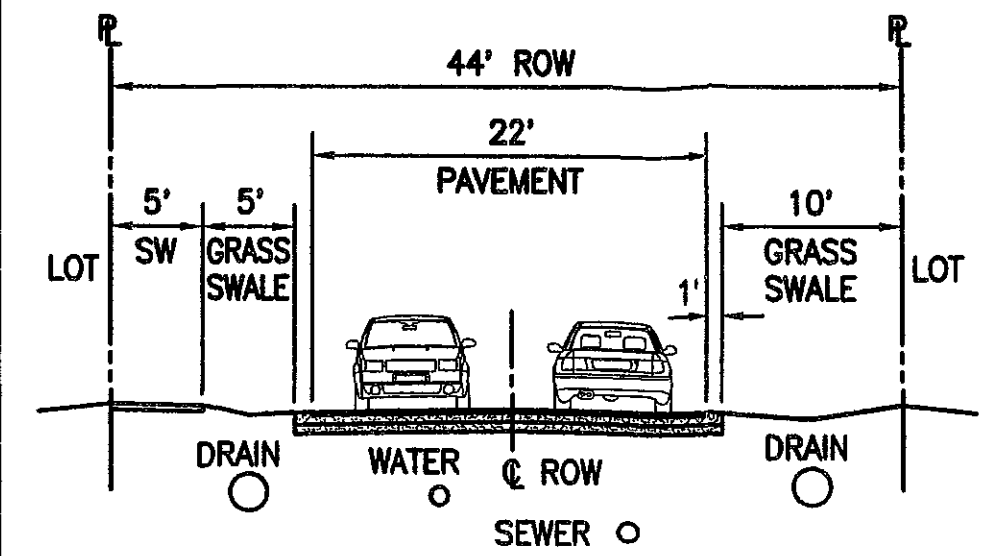 PL
PL
44' ROW
22'
PAVEMENT
5'
SW
5'
GRASS
SWALE
10'
GRASS
SWALE
1'
LOT
LOT
DRAIN
WATER
CL ROW
DRAIN
SEWER